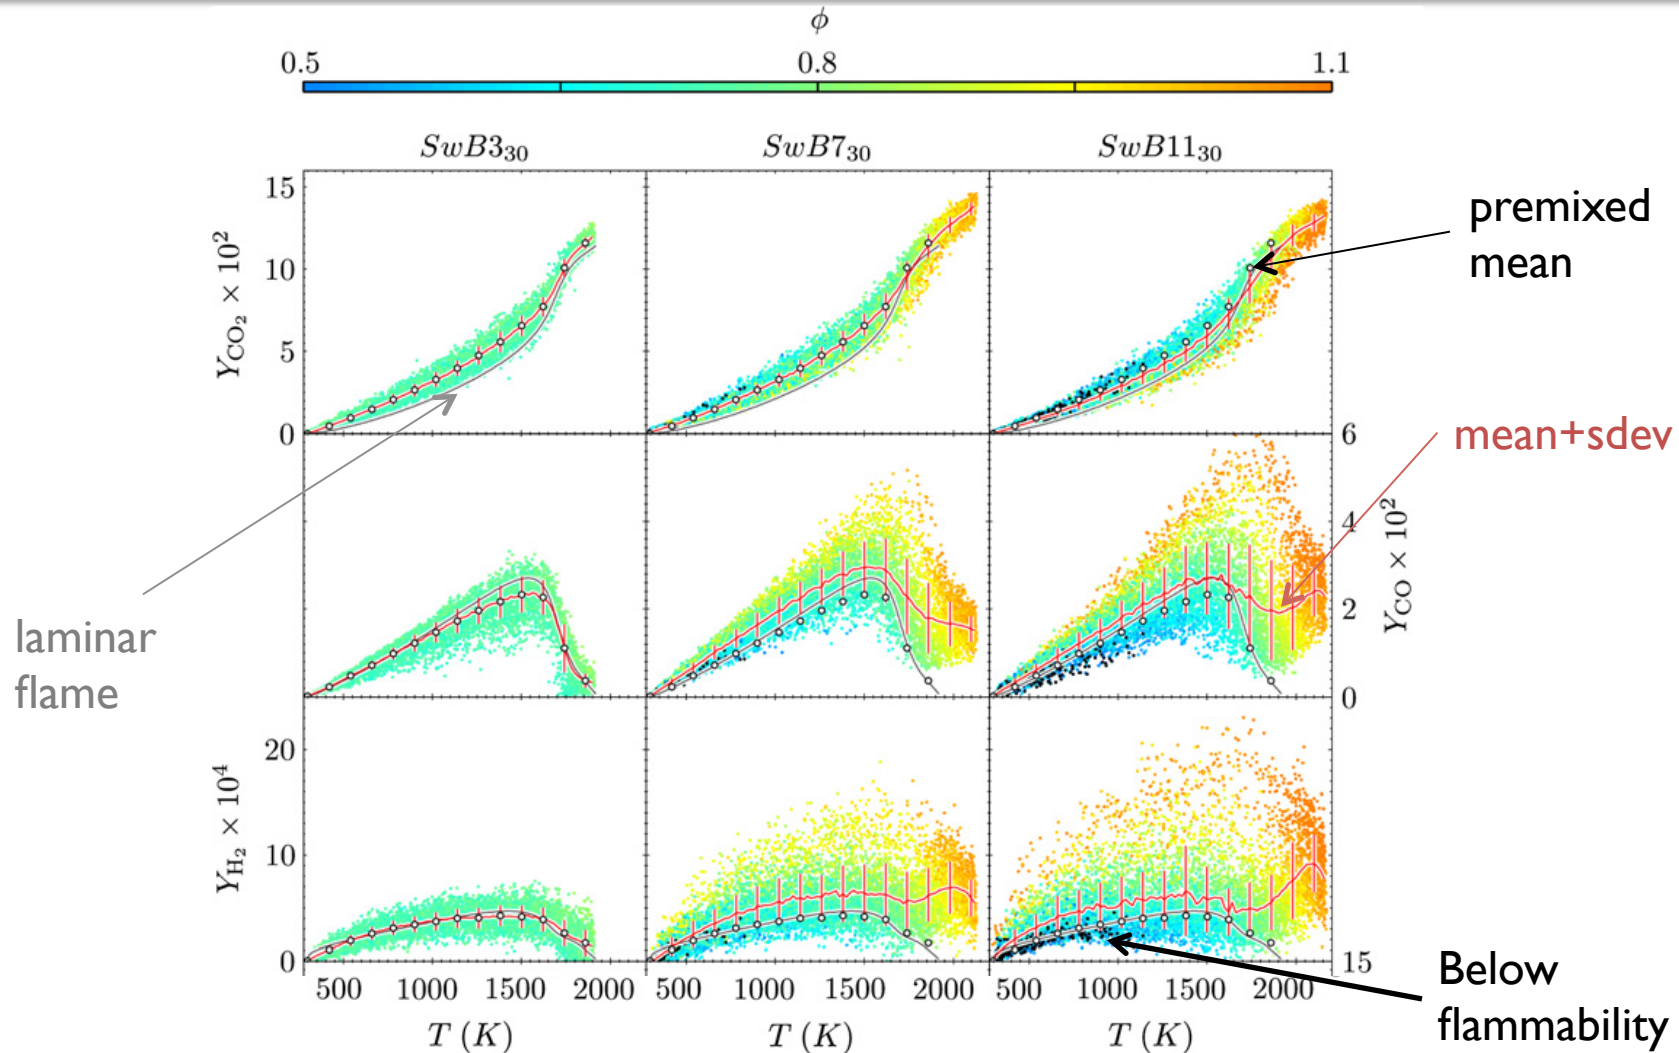 ϕ
0.5 0.8 1.1
SwB3₃₀ SwB7₃₀ SwB11₃₀
15
10
5
0
Y_CO₂ × 10²
premixed
mean
mean+sdev
6
4
2
0
Y_CO × 10²
laminar
flame
20
10
0
Y_H₂ × 10⁴
15
Below
flammability
500 1000 1500 2000 500 1000 1500 2000 500 1000 1500 2000
T (K) T (K) T (K)